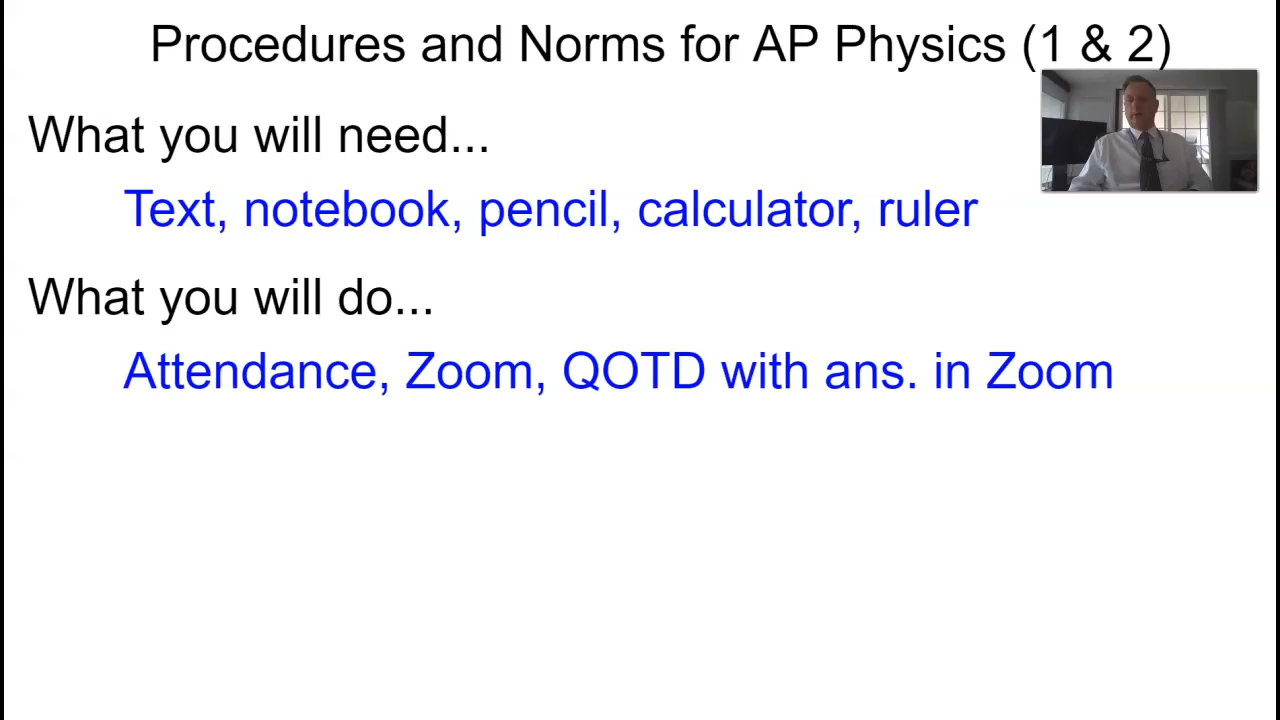 Procedures and Norms for AP Physics (1 & 2)
What you will need...
Text, notebook, pencil, calculator, ruler
What you will do...
Attendance, Zoom, QOTD with ans. in Zoom